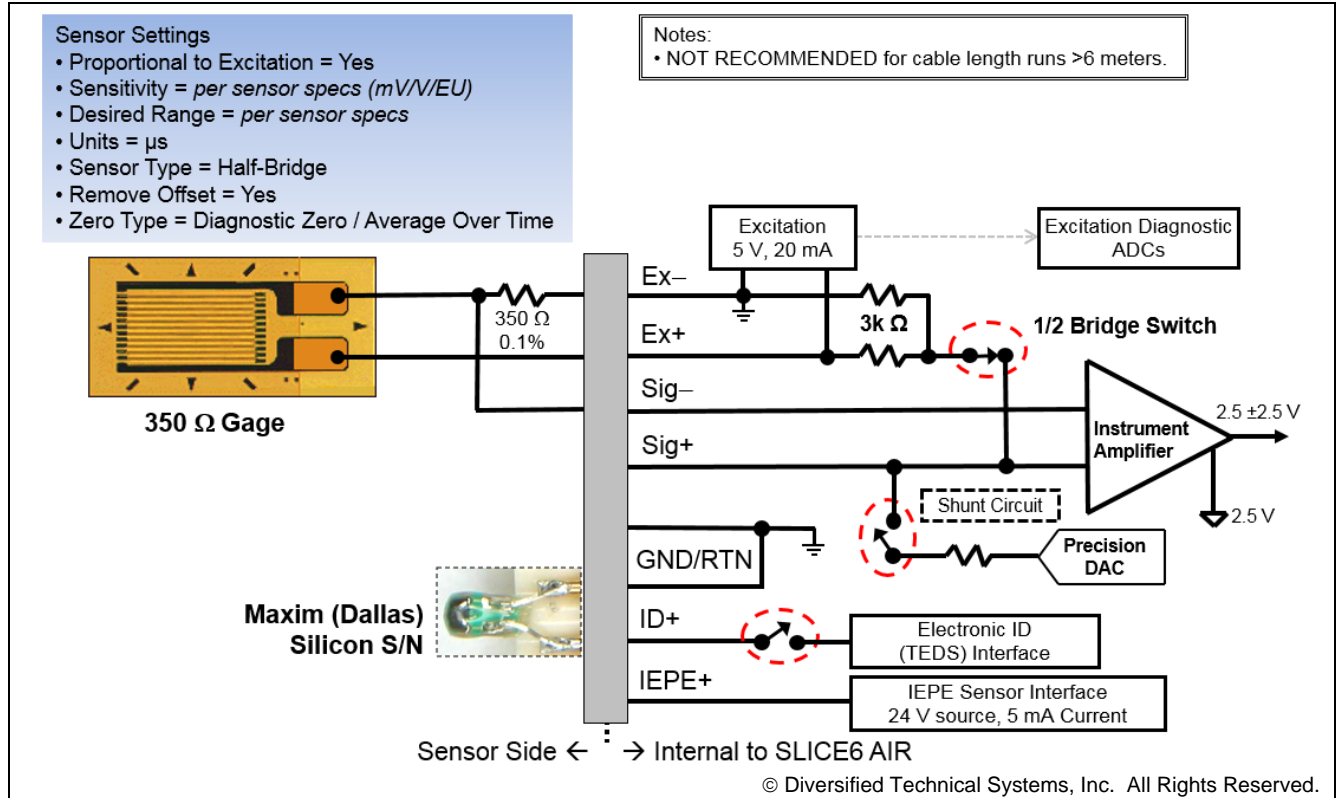 Sensor Settings
• Proportional to Excitation = Yes
• Sensitivity = per sensor specs (mV/V/EU)
• Desired Range = per sensor specs
• Units = µs
• Sensor Type = Half-Bridge
• Remove Offset = Yes
• Zero Type = Diagnostic Zero / Average Over Time
Notes:
• NOT RECOMMENDED for cable length runs >6 meters.
Excitation
5 V, 20 mA
Excitation Diagnostic
ADCs
350 Ω
0.1%
350 Ω Gage
Ex–
Ex+
Sig–
Sig+
3k Ω
1/2 Bridge Switch
Instrument
Amplifier
2.5 ±2.5 V
2.5 V
Shunt Circuit
Precision
DAC
GND/RTN
Maxim (Dallas)
Silicon S/N
ID+
Electronic ID
(TEDS) Interface
IEPE+
IEPE Sensor Interface
24 V source, 5 mA Current
Sensor Side ← → Internal to SLICE6 AIR
© Diversified Technical Systems, Inc. All Rights Reserved.